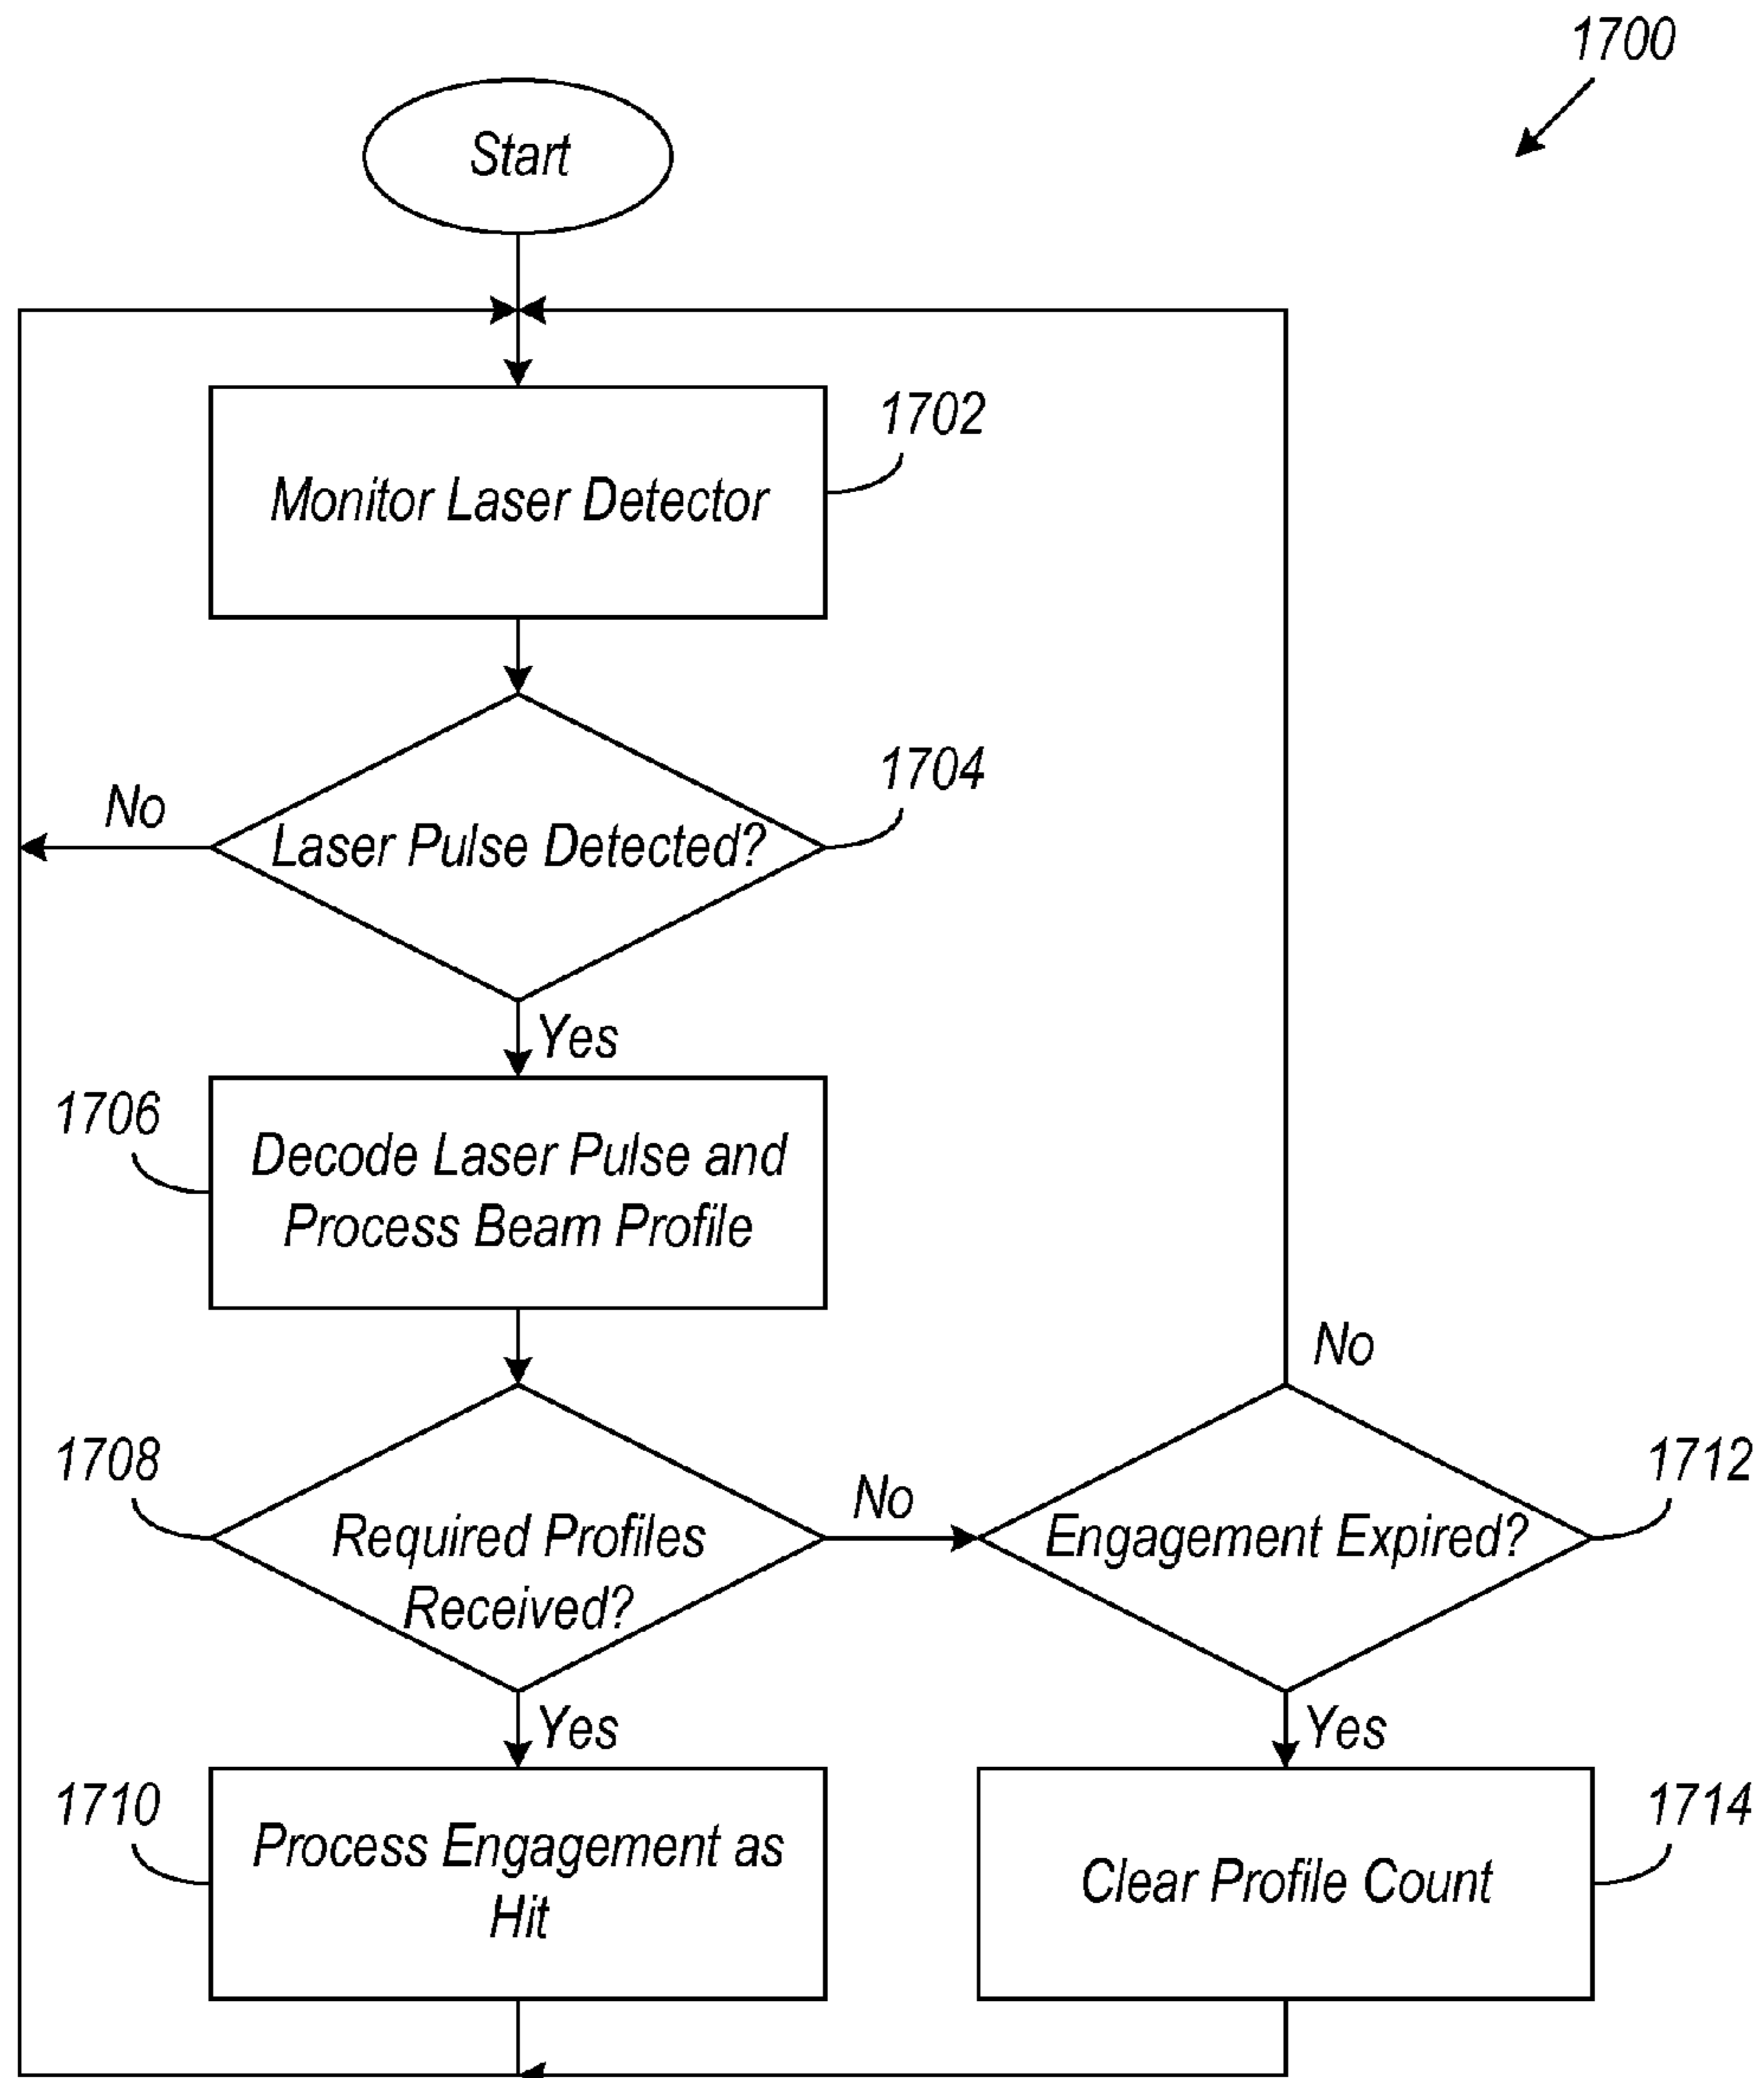 1700
Start
1702
Monitor Laser Detector
1704
No
Laser Pulse Detected?
Yes
1706
Decode Laser Pulse and
Process Beam Profile
No
1708
No
1712
Required Profiles
Received?
Engagement Expired?
Yes
Yes
1710
1714
Process Engagement as
Hit
Clear Profile Count